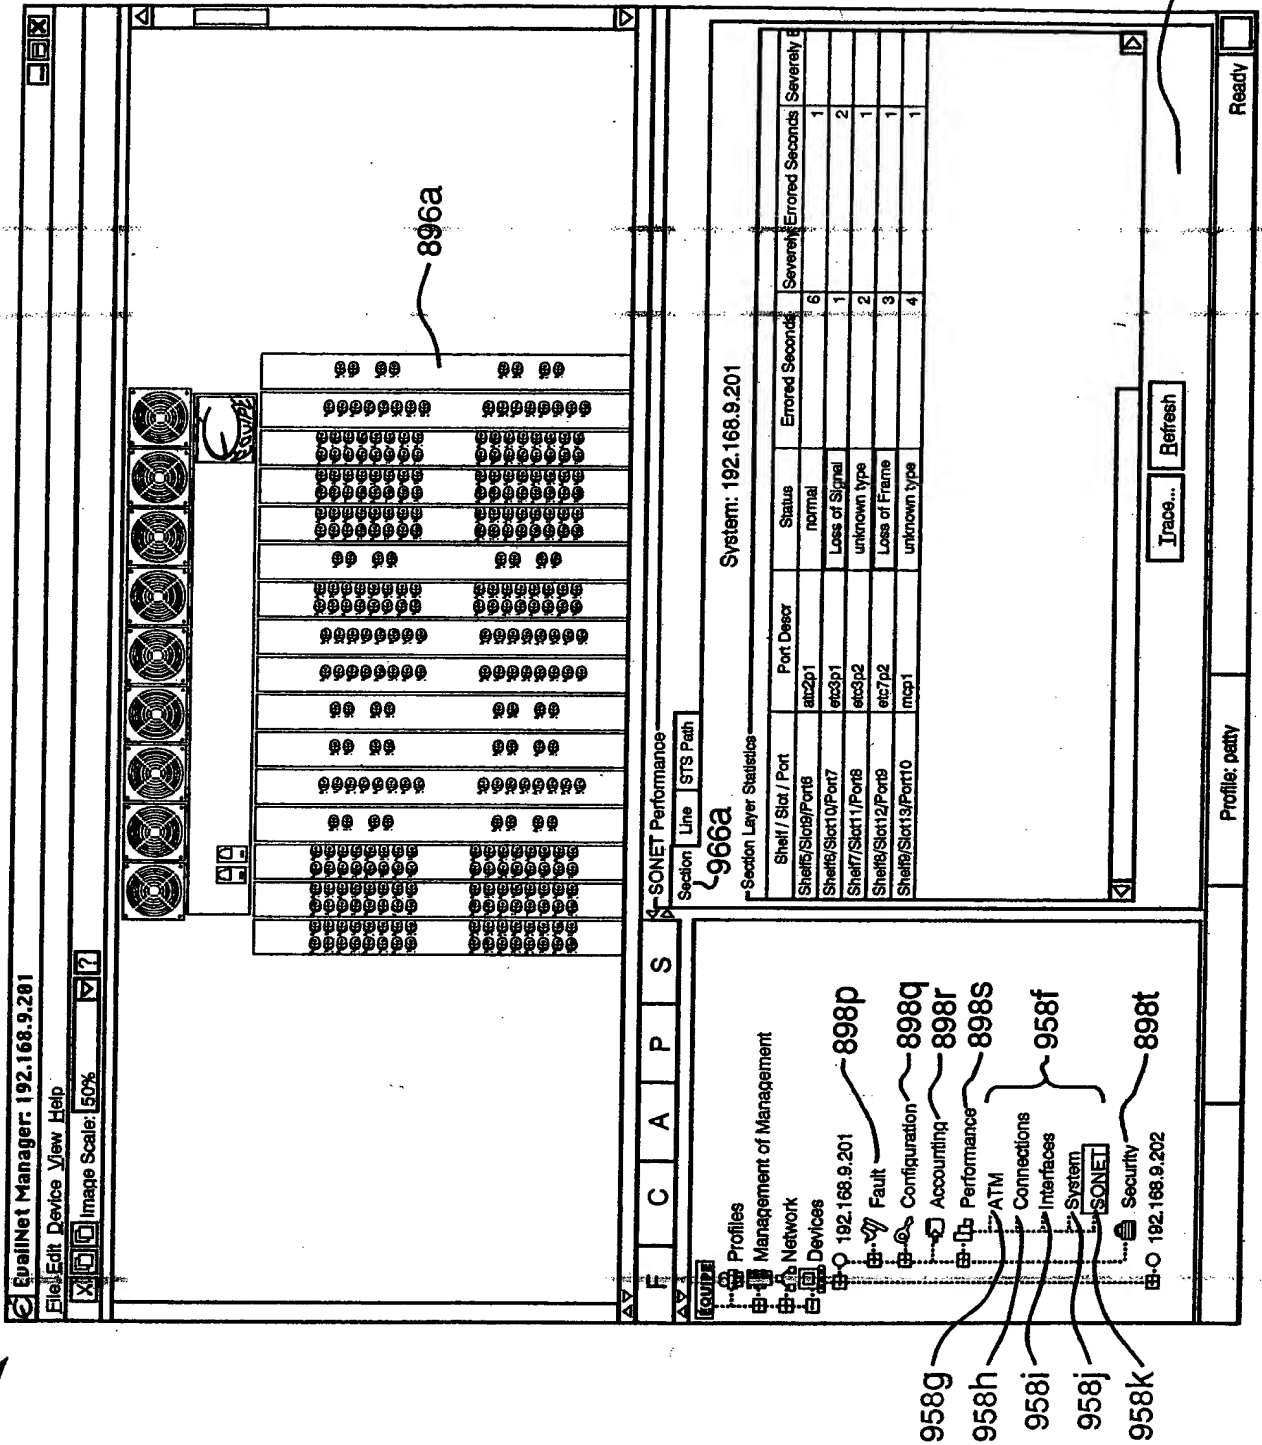 EvaliNet Manager: 192.168.9.201
File Edit Device View Help
Image Scale: 50% ?
896a
EQUIPE
F C A P S
EQUIPE
Profiles
Management of Management
Network
Devices
192.168.9.201
Fault
Configuration
Accounting
Performance
ATM
Connections
Interfaces
System
SONET
Security
192.168.9.202
898p
898q
898r
898s
958f
898t
958g
958h
958i
958j
958k
SONET Performance
Section Line STS Path
966a
System: 192.168.9.201
Section Layer Statistics
Shelf / Slot / Port Port Descr Status Errored Seconds Severely Errored Seconds Severely E
Shelf5/Slot9/Port6 atc2p1 normal 6 1
Shelf6/Slot10/Port7 etc3p1 Loss of Signal 1 2
Shelf7/Slot11/Port8 etc3p2 unknown type 2 1
Shelf8/Slot12/Port9 etc7p2 Loss of Frame 3 1
Shelf9/Slot13/Port10 mcp1 unknown type 4 1
Trace... Refresh
Profile: patty
Ready